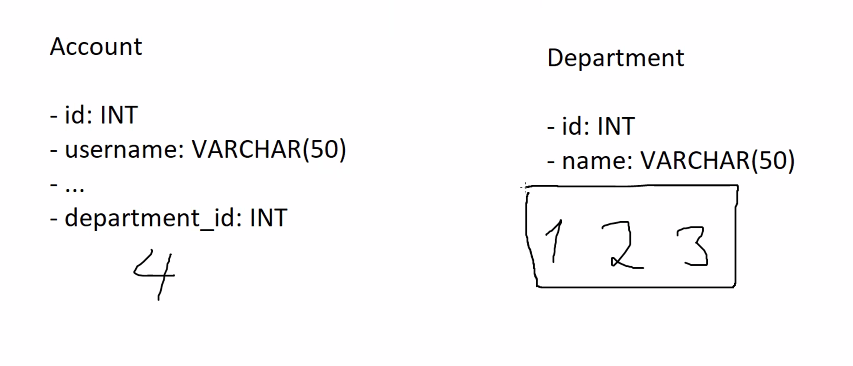 Account
- id: INT
- username: VARCHAR(50)
- ...
- department_id: INT
4
Department
- id: INT
- name: VARCHAR(50)
1 2 3